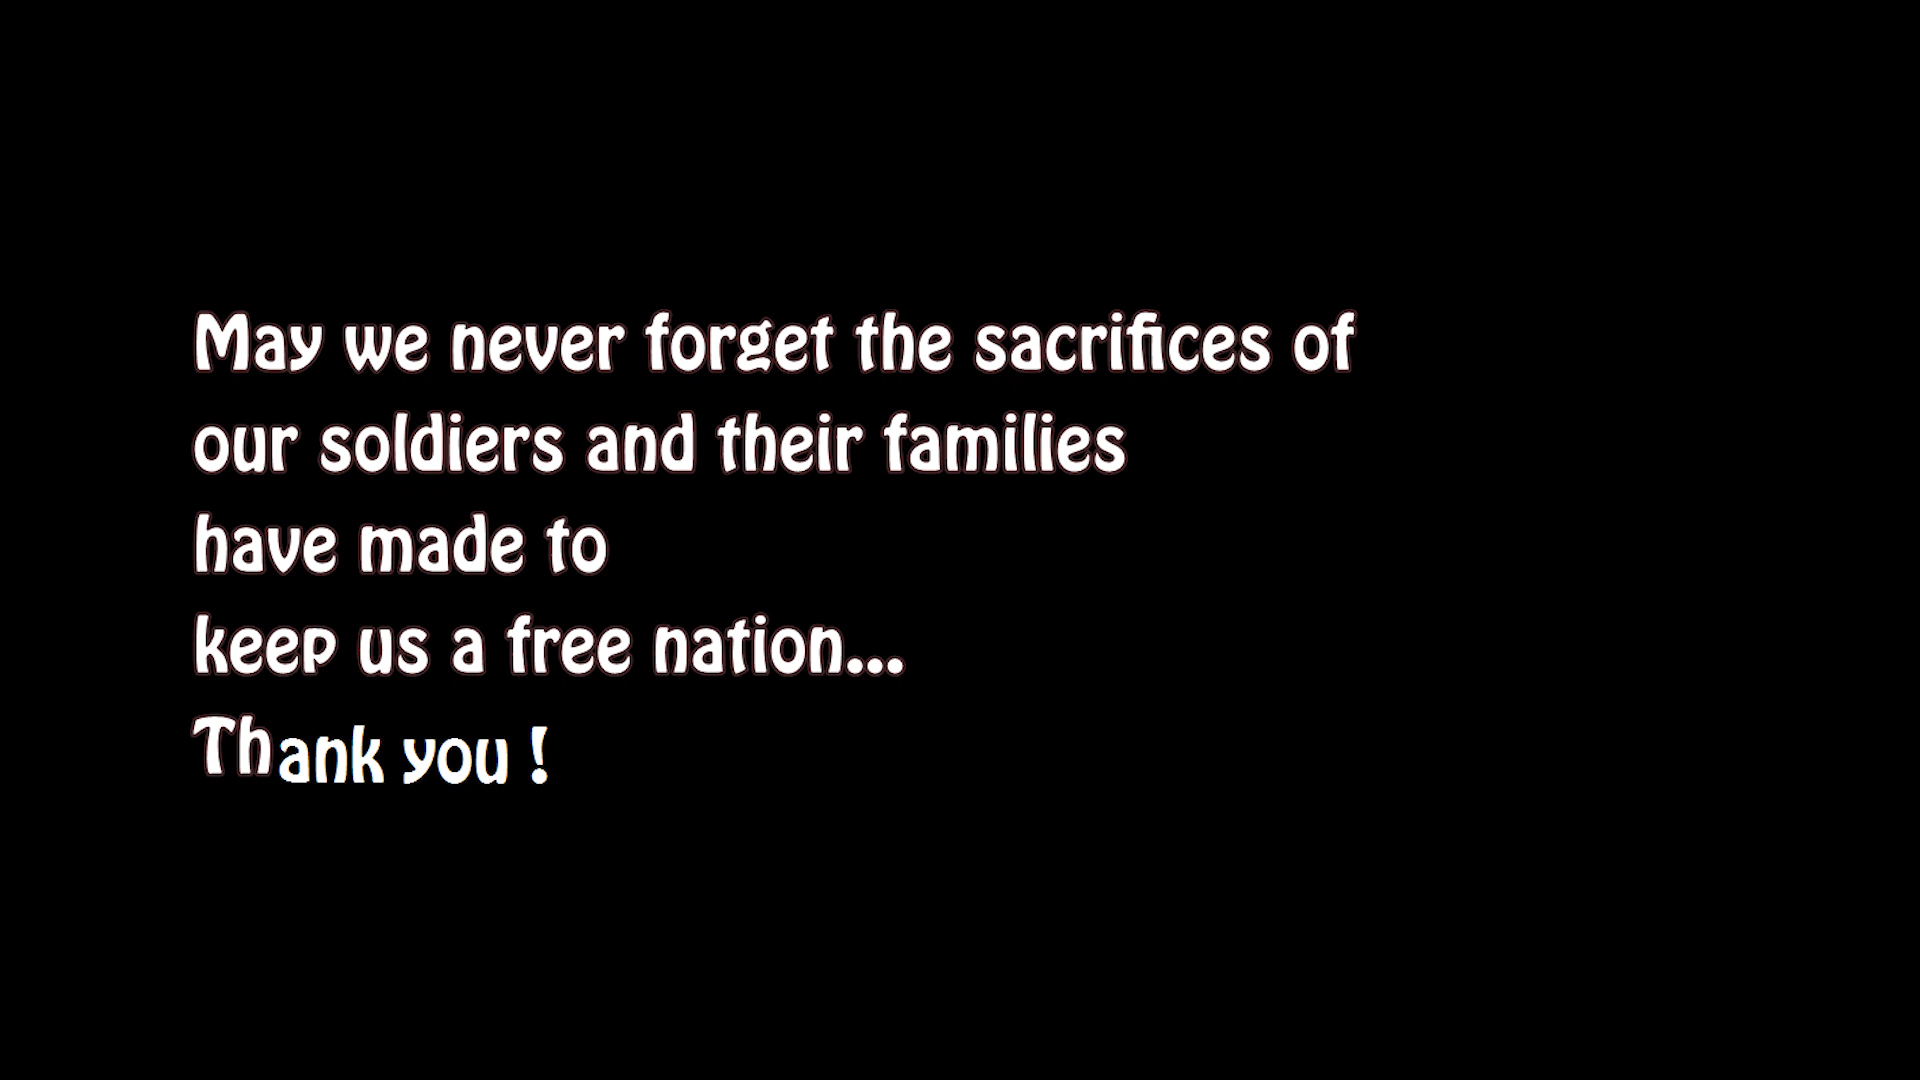 May we never forget the sacrifices of
our soldiers and their families
have made to
keep us a free nation...
Thank you !